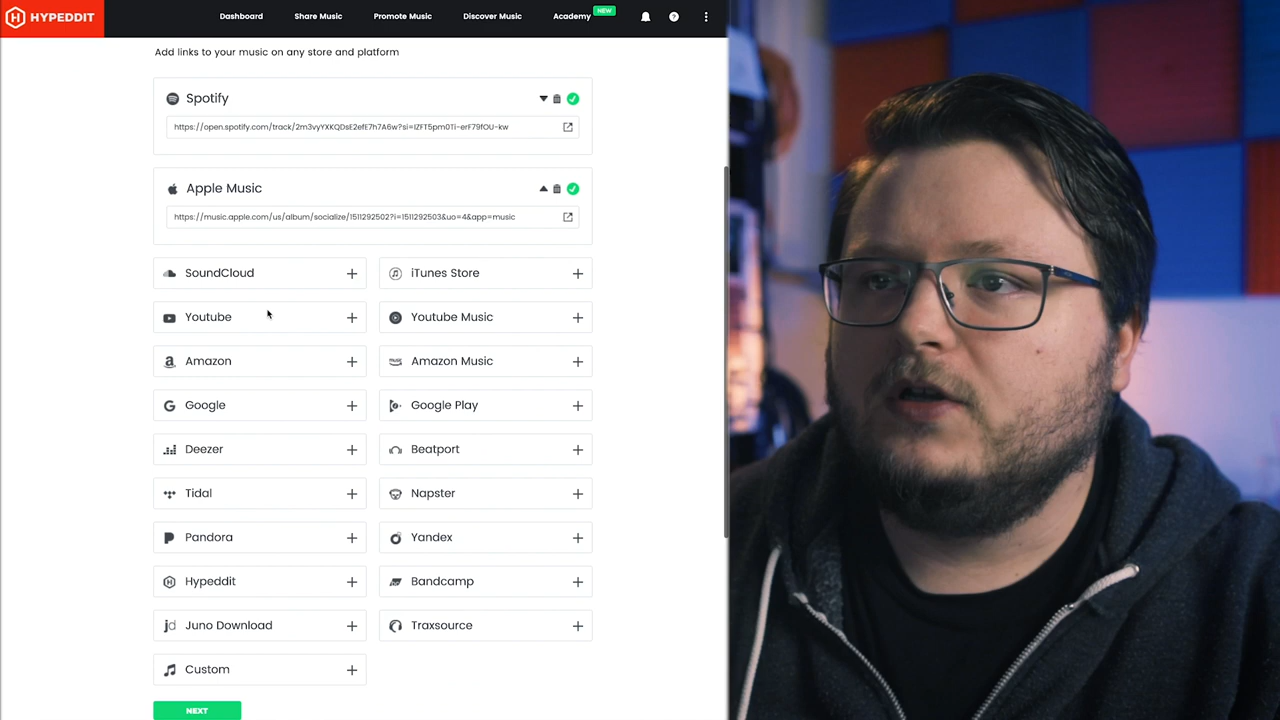 HYPEDDIT
Dashboard Share Music Promote Music Discover Music Academy NEW
Add links to your music on any store and platform
Spotify
https://open.spotify.com/track/2m3vyYXKQDsE2efE7h7A6w?si=IZFT5pm0Ti-erF79fOU-kw
Apple Music
https://music.apple.com/us/album/socialize/1511292502?i=1511292503&uo=4&app=music
SoundCloud + iTunes Store +
Youtube + Youtube Music +
Amazon + Amazon Music +
Google + Google Play +
Deezer + Beatport +
Tidal + Napster +
Pandora + Yandex +
Hypeddit + Bandcamp +
Juno Download + Traxsource +
Custom +
NEXT